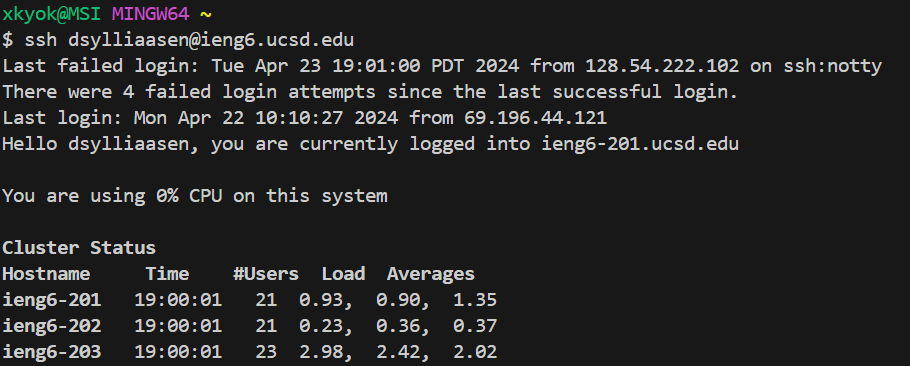 xkyok@MSI MINGW64 ~
$ ssh dsylliaasen@ieng6.ucsd.edu
Last failed login: Tue Apr 23 19:01:00 PDT 2024 from 128.54.222.102 on ssh:notty
There were 4 failed login attempts since the last successful login.
Last login: Mon Apr 22 10:10:27 2024 from 69.196.44.121
Hello dsylliaasen, you are currently logged into ieng6-201.ucsd.edu
You are using 0% CPU on this system
Cluster Status
Hostname     Time    #Users  Load  Averages
ieng6-201   19:00:01   21  0.93,  0.90,  1.35
ieng6-202   19:00:01   21  0.23,  0.36,  0.37
ieng6-203   19:00:01   23  2.98,  2.42,  2.02